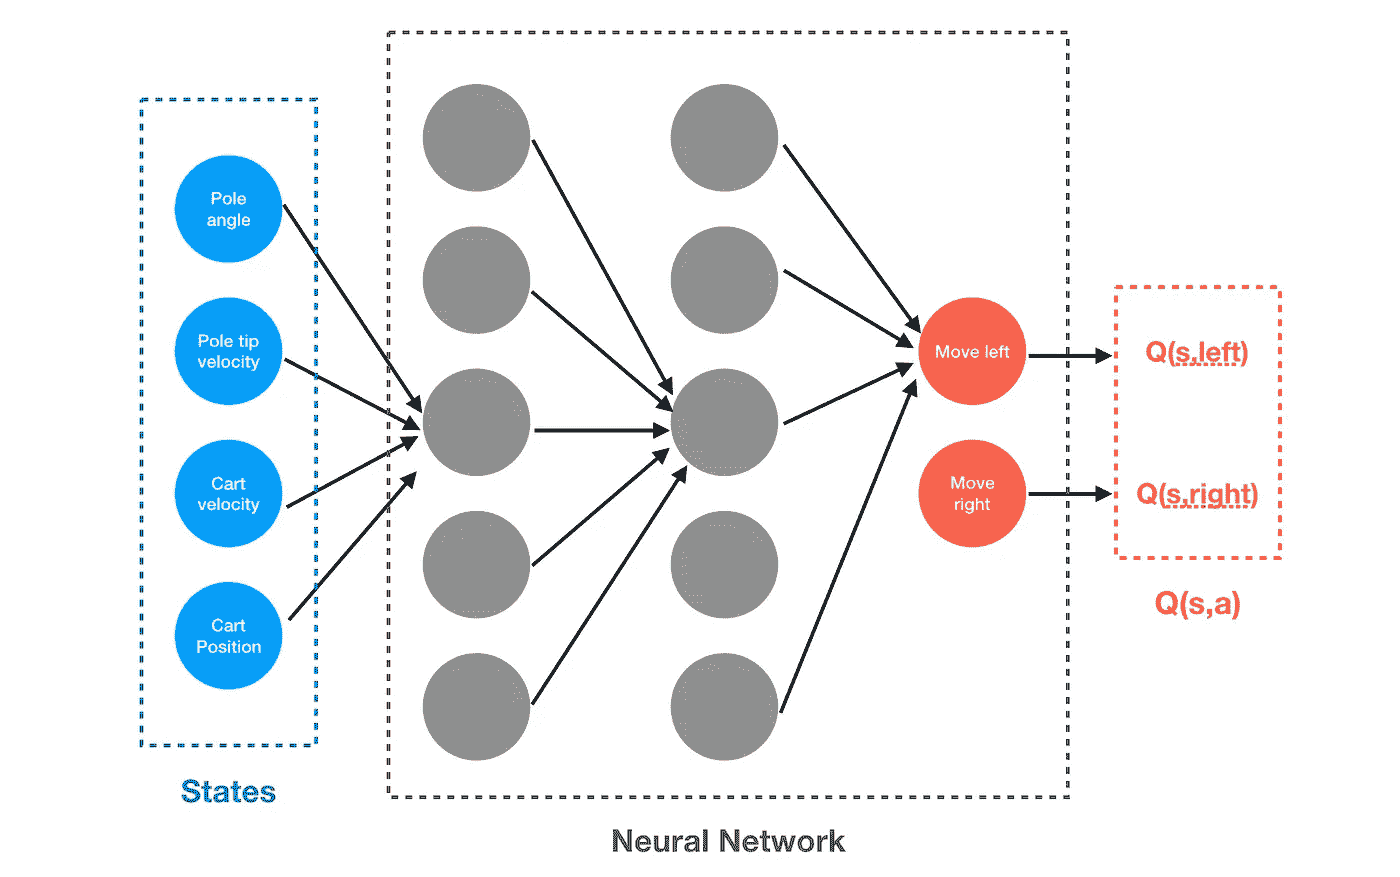 Pole
angle
Pole tip
velocity
Cart
velocity
Cart
Position
States
Move left
Move
right
Neural Network
Q(s,left)
Q(s,right)
Q(s,a)